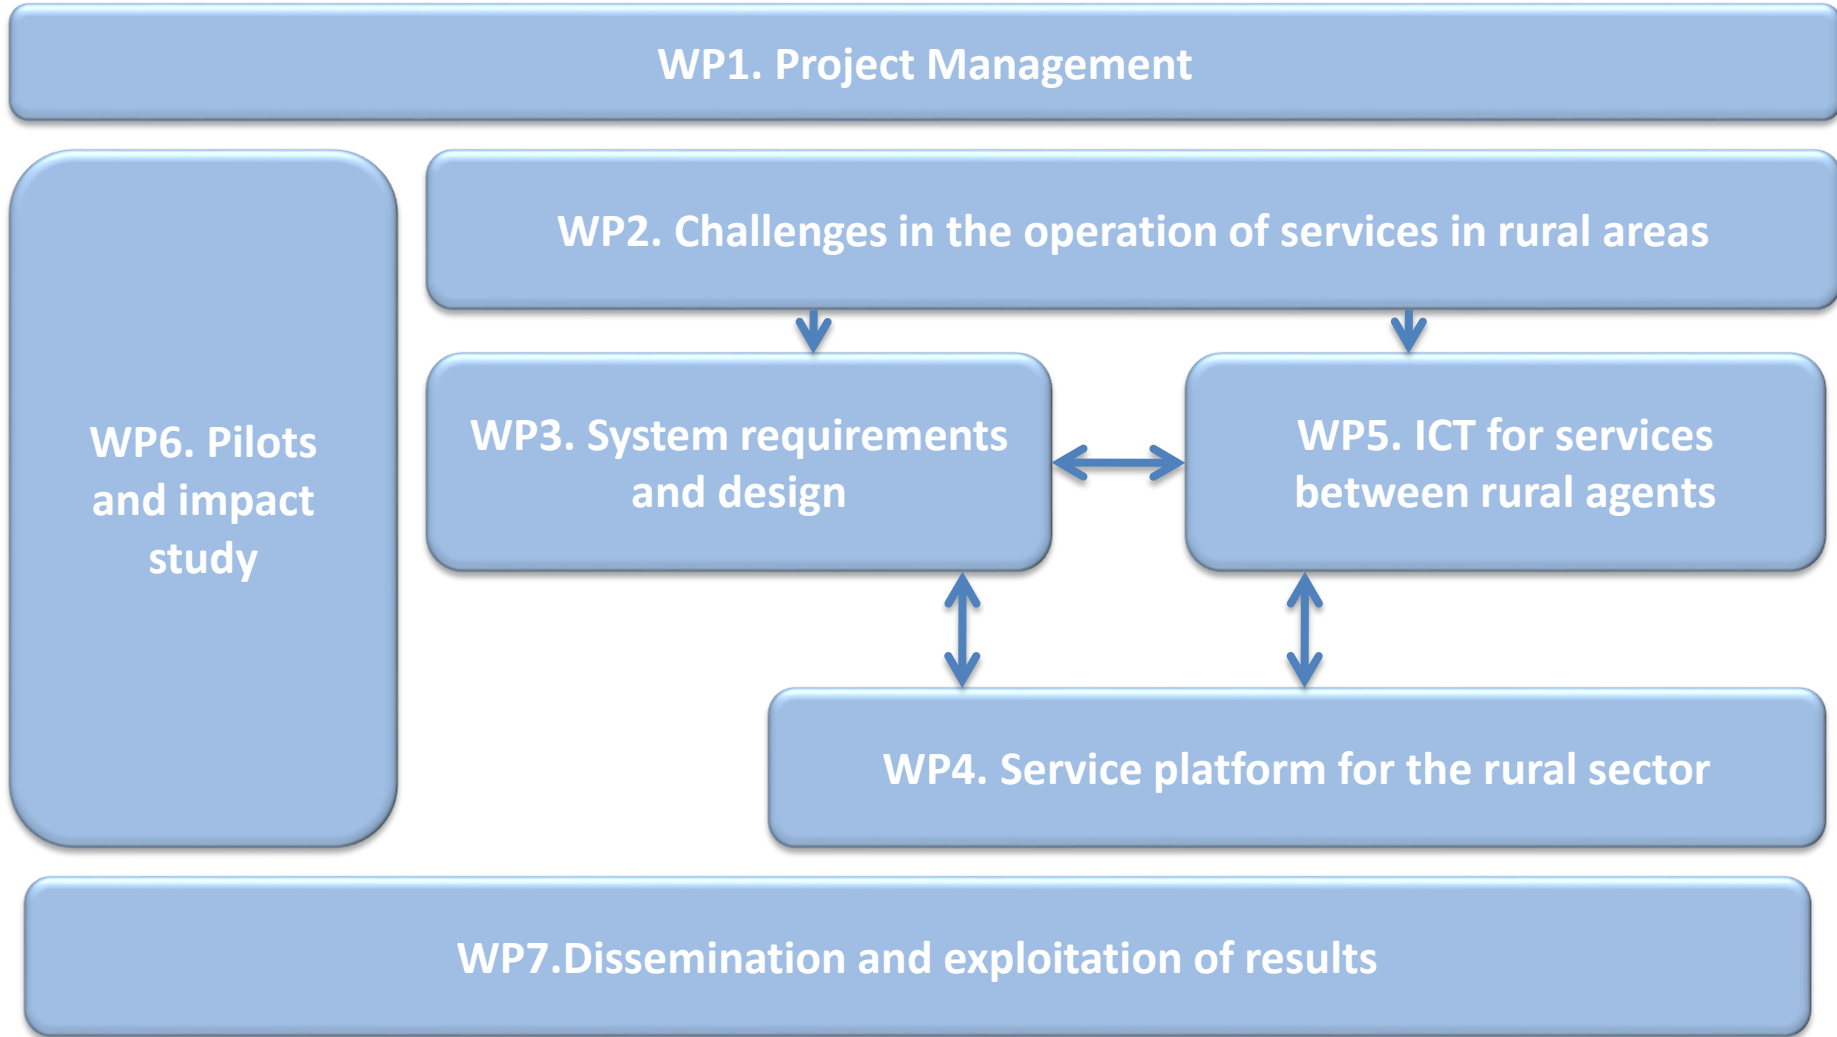 WP1. Project Management
WP2. Challenges in the operation of services in rural areas
WP6. Pilots
and impact
study
WP3. System requirements
and design
WP5. ICT for services
between rural agents
WP4. Service platform for the rural sector
WP7.Dissemination and exploitation of results